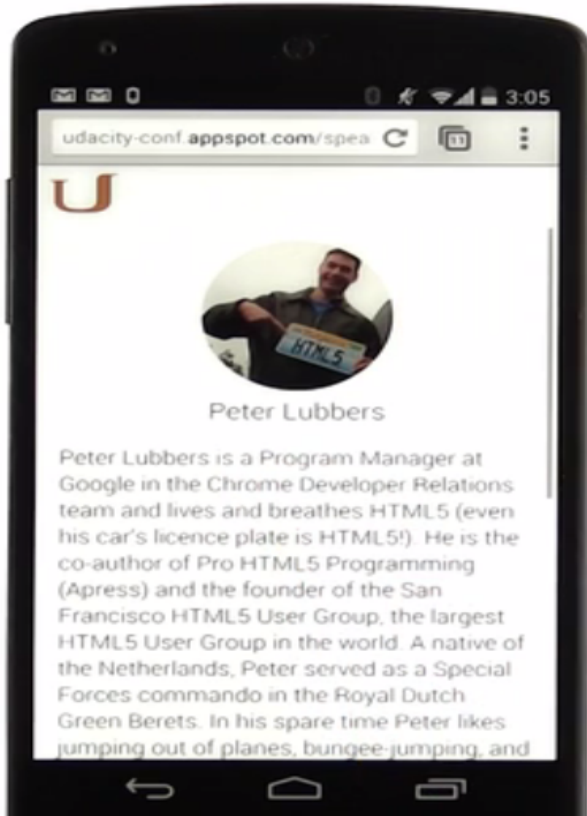 3:05
udacity-conf.appspot.com/spea
11
U
HTML5
Peter Lubbers
Peter Lubbers is a Program Manager at
Google in the Chrome Developer Relations
team and lives and breathes HTML5 (even
his car's licence plate is HTML5!). He is the
co-author of Pro HTML5 Programming
(Apress) and the founder of the San
Francisco HTML5 User Group, the largest
HTML5 User Group in the world. A native of
the Netherlands, Peter served as a Special
Forces commando in the Royal Dutch
Green Berets. In his spare time Peter likes
jumping out of planes, bungee-jumping, and